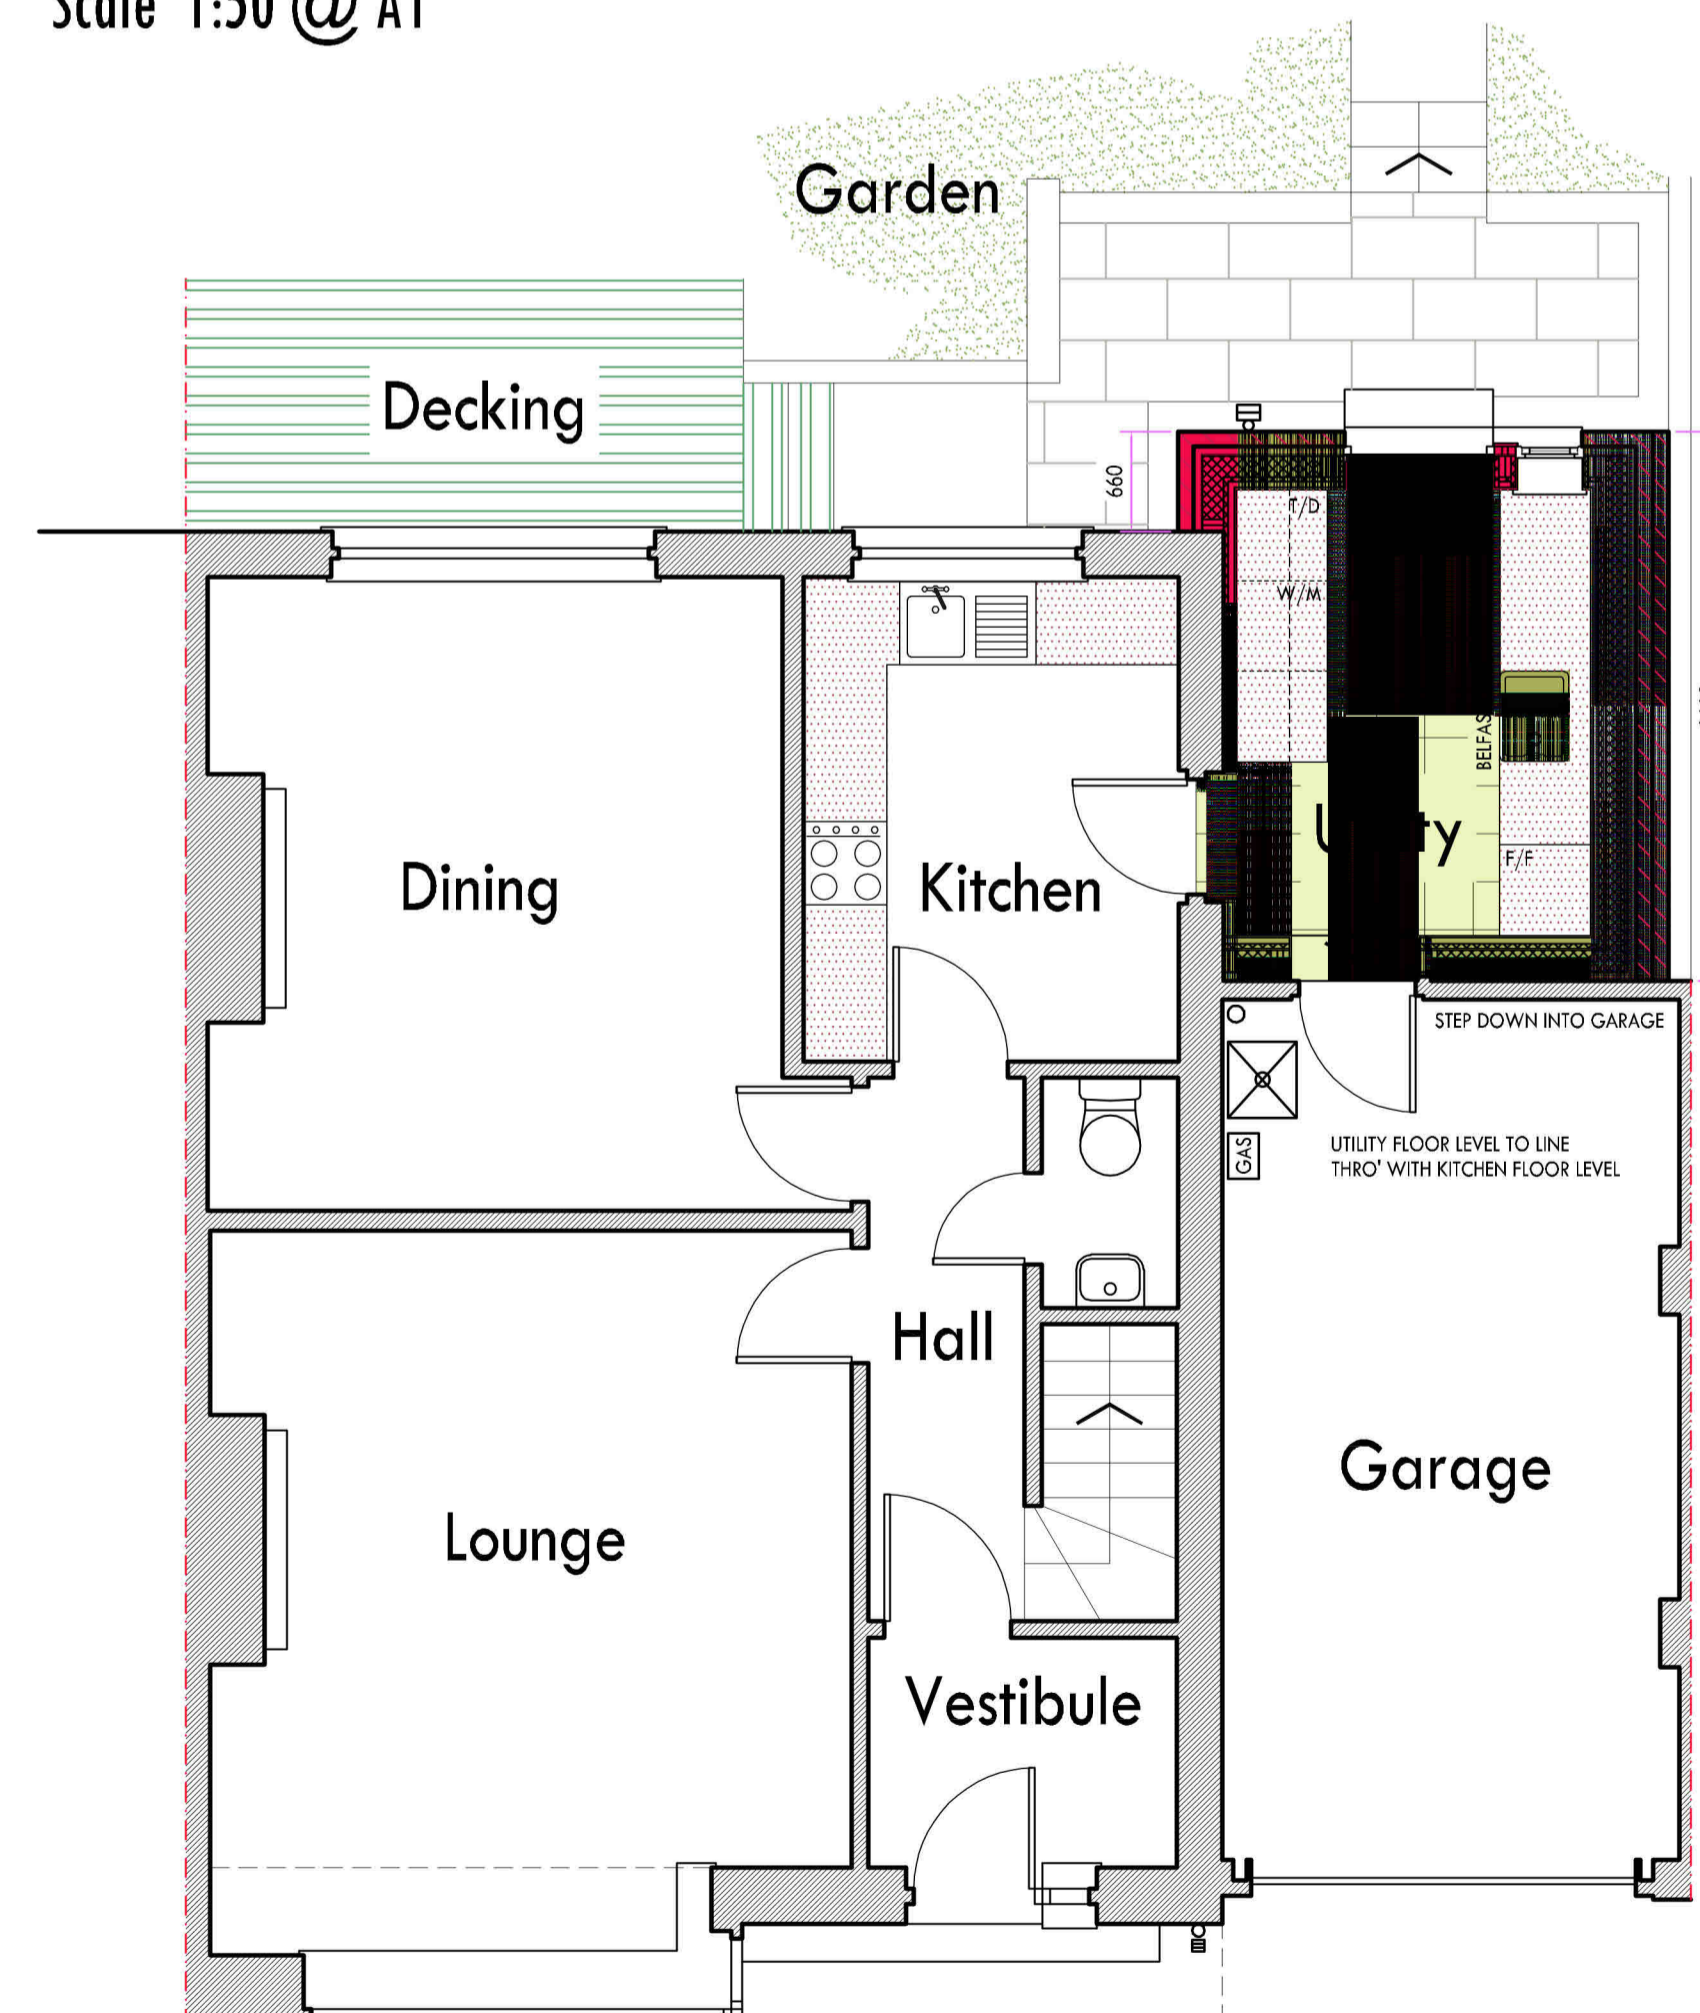 Scale 1:50 @ A1
Garden
Decking
660
T/D
W/M
BELFAS
Dining
Kitchen
F/F
STEP DOWN INTO GARAGE
GAS
UTILITY FLOOR LEVEL TO LINE
THRO' WITH KITCHEN FLOOR LEVEL
Hall
Garage
Lounge
Vestibule